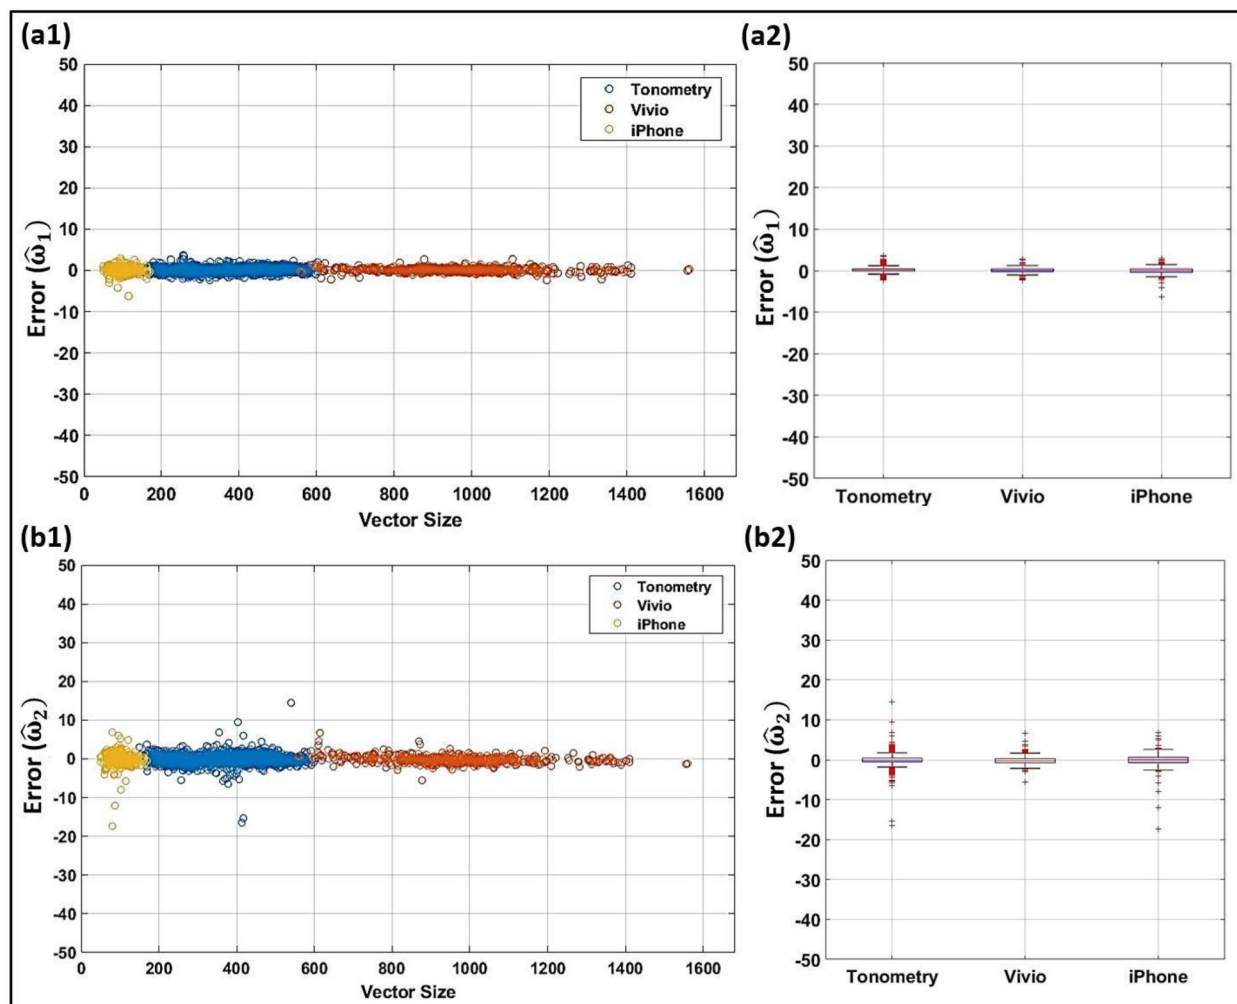 (a1)
50
40
30
20
10
0
-10
-20
-30
-40
-50
Error (ω̂1)
0 200 400 600 800 1000 1200 1400 1600
Vector Size
Tonometry
Vivio
iPhone
(a2)
50
40
30
20
10
0
-10
-20
-30
-40
-50
Error (ω̂1)
Tonometry Vivio iPhone
(b1)
50
40
30
20
10
0
-10
-20
-30
-40
-50
Error (ω̂2)
0 200 400 600 800 1000 1200 1400 1600
Vector Size
Tonometry
Vivio
iPhone
(b2)
50
40
30
20
10
0
-10
-20
-30
-40
-50
Error (ω̂2)
Tonometry Vivio iPhone